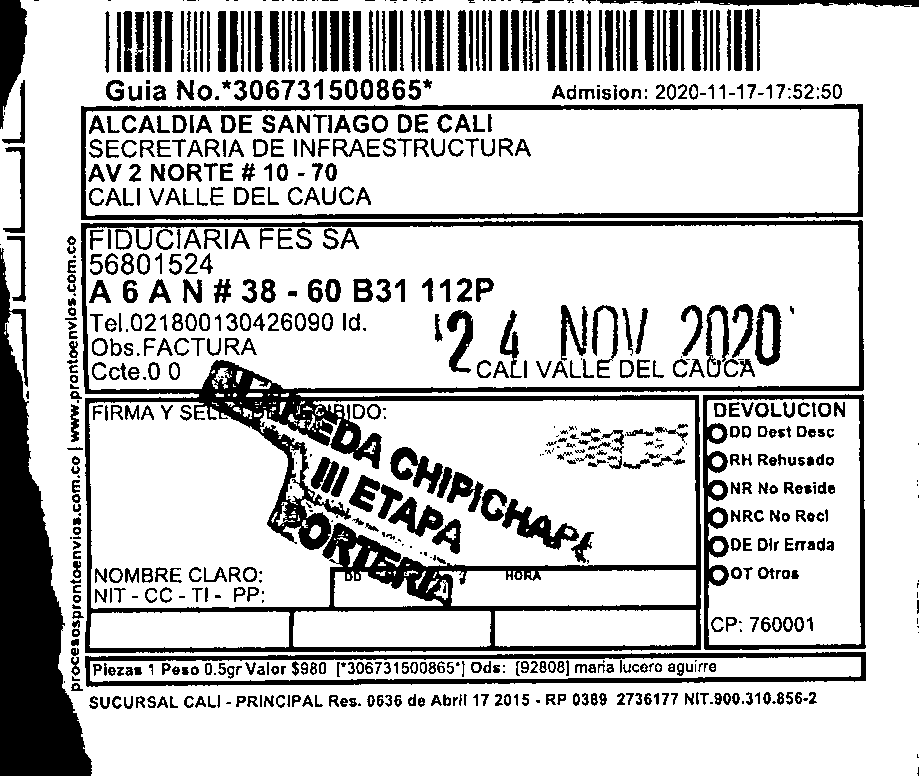 Guia No.*306731500865*
Admision: 2020-11-17-17:52:50
ALCALDIA DE SANTIAGO DE CALI
SECRETARIA DE INFRAESTRUCTURA
AV 2 NORTE # 10 - 70
CALI VALLE DEL CAUCA
FIDUCIARIA FES SA
56801524
A 6 A N # 38 - 60 B31 112P
Tel.021800130426090 Id.
Obs.FACTURA
Ccte.0 0
24 NOV 2020
CALI VALLE DEL CAUCA
FIRMA Y SELLO DE RECIBIDO:
ALAMEDA CHIPICHAPE
III ETAPA
PORTERIA
NOMBRE CLARO:
NIT - CC - TI - PP:
DD
HORA
DEVOLUCION
DD Dest Desc
RH Rehusado
NR No Reside
NRC No Recl
DE Dir Errada
OT Otros
CP: 760001
Piezas 1 Peso 0.5gr Valor $980 [*306731500865*] Ods: [92808] maria lucero aguirre
SUCURSAL CALI - PRINCIPAL Res. 0636 de Abril 17 2015 - RP 0389 2736177 NIT.900.310.856-2
procesosprontoenvios.com.co | www.prontoenvios.com.co